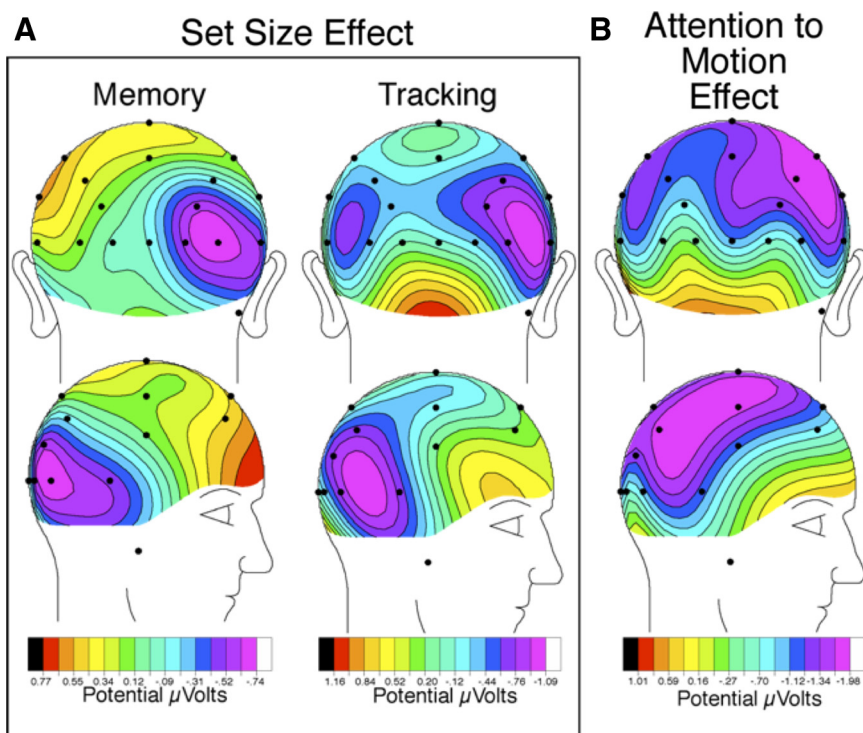 A
Set Size Effect
Memory
Tracking
B
Attention to
Motion
Effect
0.77 0.55 0.34 0.12 -.09 -.31 -.52 -.74
Potential µVolts
1.16 0.84 0.52 0.20 -.12 -.44 -.76 -1.09
Potential µVolts
1.01 0.59 0.16 -.27 -.70 -1.12 -1.34 -1.98
Potential µVolts